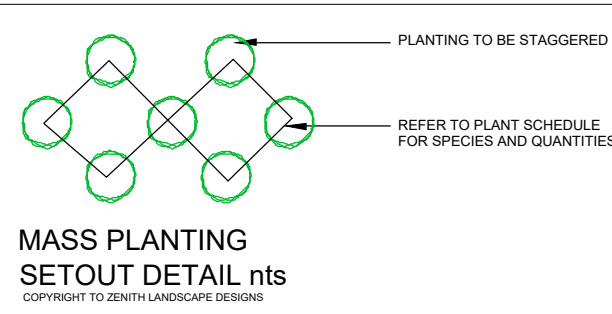 PLANTING TO BE STAGGERED
REFER TO PLANT SCHEDULE
FOR SPECIES AND QUANTITIES
MASS PLANTING
SETOUT DETAIL nts
COPYRIGHT TO ZENITH LANDSCAPE DESIGNS